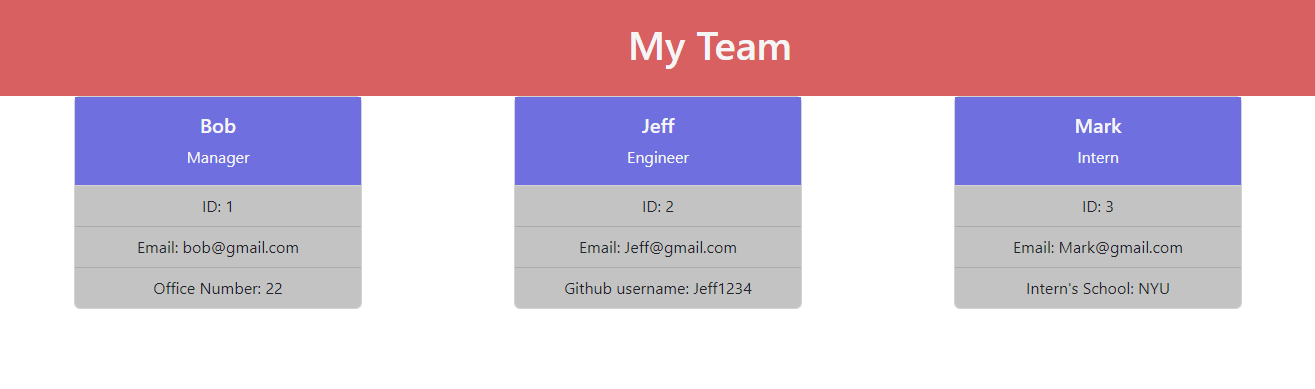 My Team
Bob
Manager
ID: 1
Email: bob@gmail.com
Office Number: 22
Jeff
Engineer
ID: 2
Email: Jeff@gmail.com
Github username: Jeff1234
Mark
Intern
ID: 3
Email: Mark@gmail.com
Intern's School: NYU